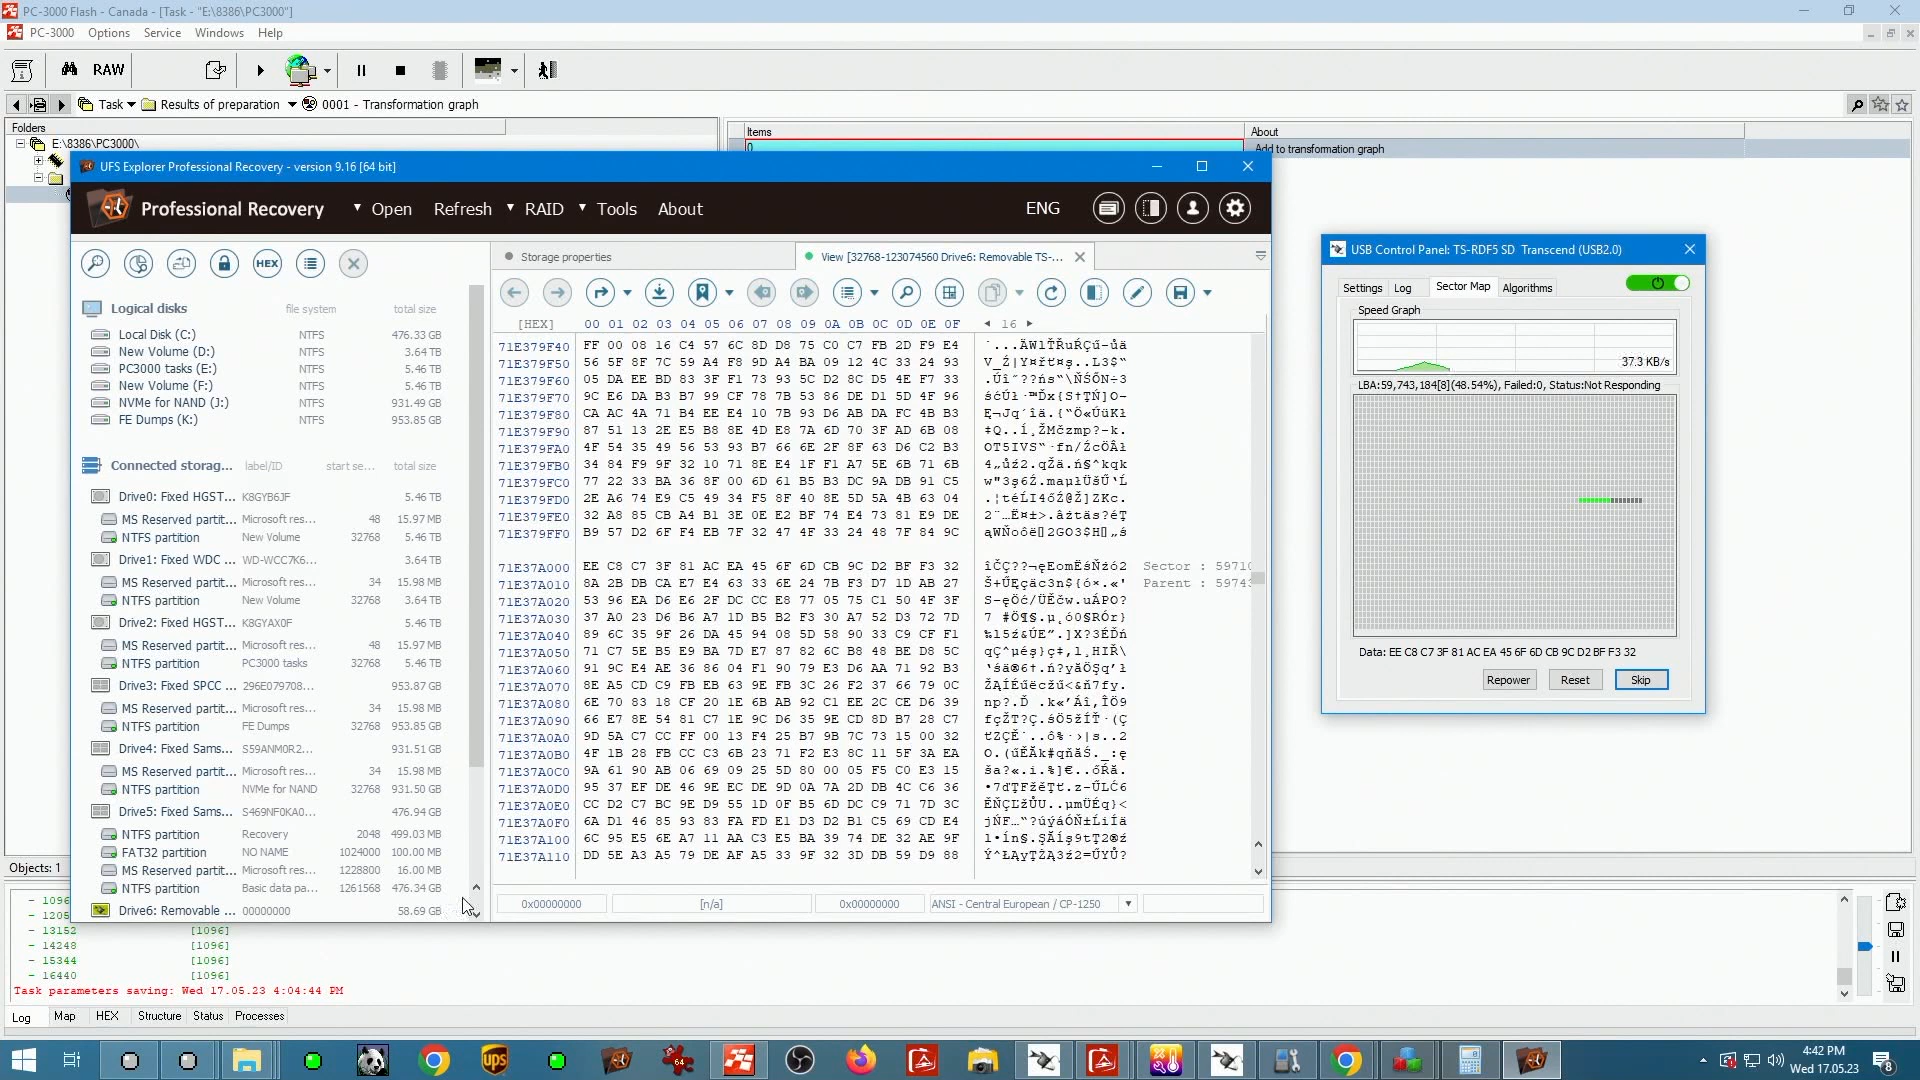 PC-3000 Flash - Canada - [Task - "E:\8386\PC3000"]
PC-3000 Options Service Windows Help
RAW
Task Results of preparation 0001 - Transformation graph
Folders
E:\8386\PC3000\
Items About
0 Add to transformation graph
UFS Explorer Professional Recovery - version 9.16 [64 bit]
Professional Recovery Open Refresh RAID Tools About ENG
HEX
Logical disks file system total size
Local Disk (C:) NTFS 476.33 GB
New Volume (D:) NTFS 3.64 TB
PC3000 tasks (E:) NTFS 5.46 TB
New Volume (F:) NTFS 5.46 TB
NVMe for NAND (J:) NTFS 931.49 GB
FE Dumps (K:) NTFS 953.85 GB
Connected storag... label/ID start se... total size
Drive0: Fixed HGST... K8GYB6JF 5.46 TB
MS Reserved partit... Microsoft res... 48 15.97 MB
NTFS partition New Volume 32768 5.46 TB
Drive1: Fixed WDC ... WD-WCC7K6... 3.64 TB
MS Reserved partit... Microsoft res... 34 15.98 MB
NTFS partition New Volume 32768 3.64 TB
Drive2: Fixed HGST... K8GYAX0F 5.46 TB
MS Reserved partit... Microsoft res... 48 15.97 MB
NTFS partition PC3000 tasks 32768 5.46 TB
Drive3: Fixed SPCC ... 296E079708... 953.87 GB
MS Reserved partit... Microsoft res... 34 15.98 MB
NTFS partition FE Dumps 32768 953.85 GB
Drive4: Fixed Sams... S59ANM0R2... 931.51 GB
MS Reserved partit... Microsoft res... 34 15.98 MB
NTFS partition NVMe for NAND 32768 931.50 GB
Drive5: Fixed Sams... S469NF0KA0... 476.94 GB
NTFS partition Recovery 2048 499.03 MB
FAT32 partition NO NAME 1024000 100.00 MB
MS Reserved partit... Microsoft res... 1228800 16.00 MB
NTFS partition Basic data pa... 1261568 476.34 GB
Drive6: Removable ... 00000000 58.69 GB
Storage properties View [32768-123074560 Drive6: Removable TS-...
[HEX] 00 01 02 03 04 05 06 07 08 09 0A 0B 0C 0D 0E 0F 16
71E379F40 FF 00 08 16 C4 57 6C 8D D8 75 C0 C7 FB 2D F9 E4
71E379F50 56 5F 8F 7C 59 A4 F8 9D A4 BA 09 12 4C 33 24 93
71E379F60 05 DA EE BD 83 3F F1 73 93 5C D2 8C D5 4E F7 33
71E379F70 9C E6 DA B3 B7 99 CF 78 7B 53 86 DE D1 5D 4F 96
71E379F80 CA AC 4A 71 B4 EE E4 10 7B 93 D6 AB DA FC 4B B3
71E379F90 87 51 13 2E E5 B8 8E 4D E8 7A 6D 70 3F AD 6B 08
71E379FA0 4F 54 35 49 56 53 93 B7 66 6E 2F 8F 63 D6 C2 B3
71E379FB0 34 84 F9 9F 32 10 71 8E E4 1F F1 A7 5E 6B 71 6B
71E379FC0 77 22 33 BA 36 8F 00 6D 61 B5 B3 DC 9A DB 91 C5
71E379FD0 2E A6 74 E9 C5 49 34 F5 8F 40 8E 5D 5A 4B 63 04
71E379FE0 32 A8 85 CB A4 B1 3E 0E E2 BF 74 E4 73 81 E9 DE
71E379FF0 B9 57 D2 6F F4 EB 7F 32 47 4F 33 24 48 7F 84 9C
71E37A000 EE C8 C7 3F 81 AC EA 45 6F 6D CB 9C D2 BF F3 32 Sector : 59710
71E37A010 8A 2B DB CA E7 E4 63 33 6E 24 7B F3 D7 1D AB 27 Parent : 59743
71E37A020 53 96 EA D6 E6 2F DC CC E8 77 05 75 C1 50 4F 3F
71E37A030 37 A0 23 D6 B6 A7 1D B5 B2 F3 30 A7 52 D3 72 7D
71E37A040 89 6C 35 9F 26 DA 45 94 08 5D 58 90 33 C9 CF F1
71E37A050 71 C7 5E B5 E9 BA 7D E7 87 82 6C B8 48 BE D8 5C
71E37A060 91 9C E4 AE 36 86 04 F1 90 79 E3 D6 AA 71 92 B3
71E37A070 8E A5 CD C9 FB EB 63 9E FB 3C 26 F2 37 66 79 0C
71E37A080 6E 70 83 18 CF 20 1E 6B AB 92 C1 EE 2C CE D6 39
71E37A090 66 E7 8E 54 81 C7 1E 9C D6 35 9E CD 8D B7 28 C7
71E37A0A0 9D 5A C7 CC FF 00 13 F4 25 B7 9B 7C 73 15 00 32
71E37A0B0 4F 1B 28 FB CC C3 6B 23 71 F2 E3 8C 11 5F 3A EA
71E37A0C0 9A 61 90 AB 06 69 09 25 5D 80 00 05 F5 C0 E3 15
71E37A0D0 95 37 EF DE 46 9E EC DE 9D 0A 7A 2D DB 4C C6 36
71E37A0E0 CC D2 C7 BC 9E D9 55 1D 0F B5 6D DC C9 71 7D 3C
71E37A0F0 6A D1 46 85 93 83 FA FD E1 D3 D2 B1 C5 69 CD E4
71E37A100 6C 95 E5 6E A7 11 AA C3 E5 BA 39 74 DE 32 AE 9F
71E37A110 DD 5E A3 A5 79 DE AF A5 33 9F 32 3D DB 59 D9 88
0x00000000 [n/a] 0x00000000 ANSI - Central European / CP-1250
USB Control Panel: TS-RDF5 SD Transcend (USB2.0)
Settings Log Sector Map Algorithms
Speed Graph
37.3 KB/s
LBA:59,743,184[8](48.54%), Failed:0, Status:Not Responding
Data: EE C8 C7 3F 81 AC EA 45 6F 6D CB 9C D2 BF F3 32
Repower Reset Skip
Objects: 1
- 1096
- 1205
- 13152 [1096]
- 14248 [1096]
- 15344 [1096]
- 16440 [1096]
Task parameters saving: Wed 17.05.23 4:04:44 PM
Log Map HEX Structure Status Processes
ups
64
4:42 PM
Wed 17.05.23
8